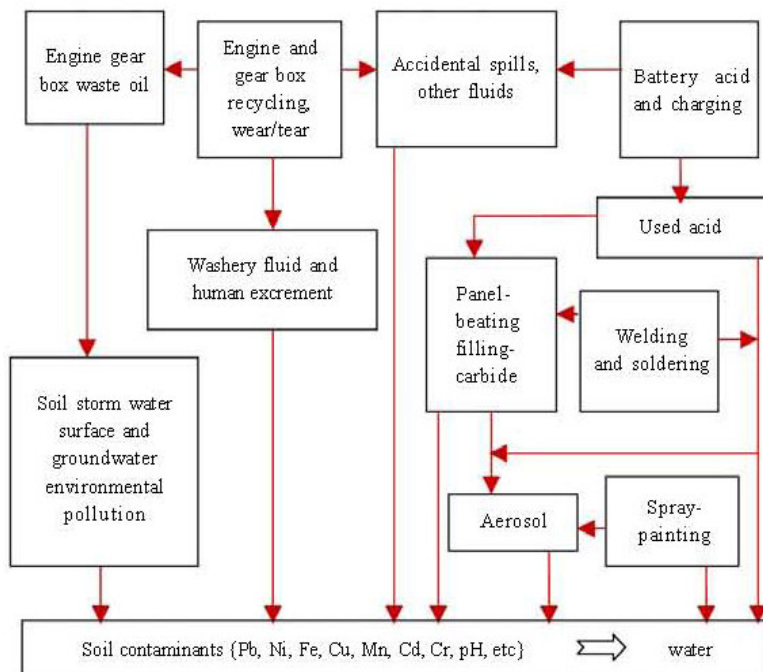 Engine gear
box waste oil
Engine and
gear box
recycling,
wear/tear
Accidental spills,
other fluids
Battery acid
and charging
Used acid
Washery fluid and
human excrement
Panel-
beating
filling-
carbide
Welding
and soldering
Soil storm water
surface and
groundwater
environmental
pollution
Aerosol
Spray-
painting
Soil contaminants {Pb, Ni, Fe, Cu, Mn, Cd, Cr, pH, etc} water